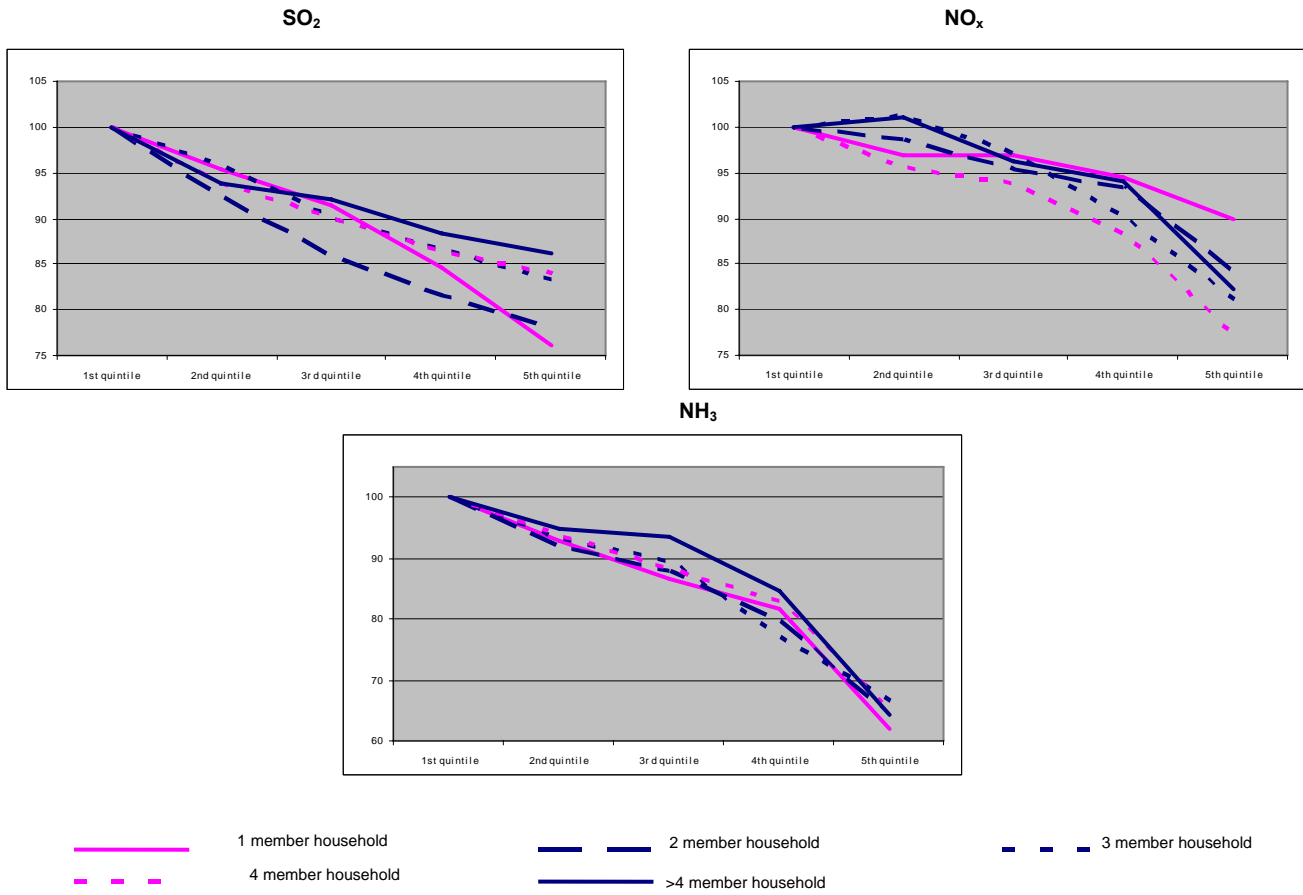 SO2
NOx
105
100
95
90
85
80
75
1st quintile 2nd quintile 3rd quintile 4th quintile 5th quintile
105
100
95
90
85
80
75
1st quintile 2nd quintile 3rd quintile 4th quintile 5th quintile
NH3
100
90
80
70
60
1st quintile 2nd quintile 3rd quintile 4th quintile 5th quintile
1 member household
2 member household
3 member household
4 member household
>4 member household